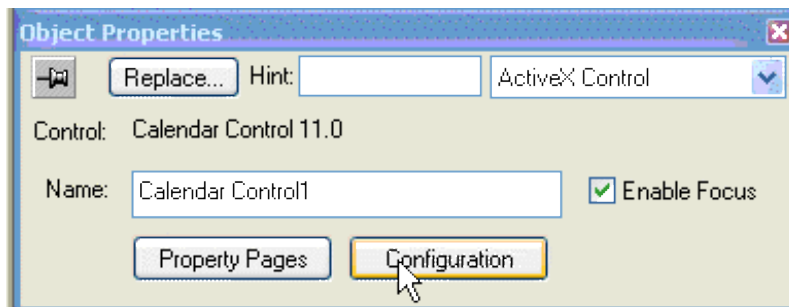 Object Properties
Replace... Hint: ActiveX Control
Control: Calendar Control 11.0
Name: Calendar Control1 Enable Focus
Property Pages Configuration